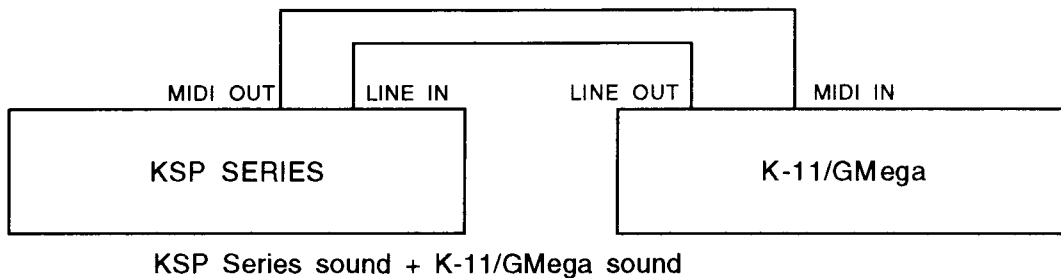 MIDI OUT LINE IN LINE OUT MIDI IN
KSP SERIES K-11/GMega
KSP Series sound + K-11/GMega sound